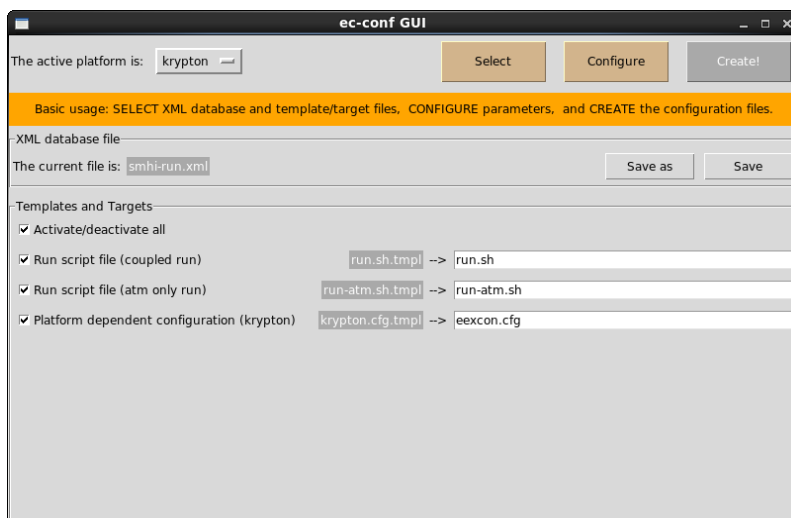 ec-conf GUI
The active platform is: krypton Select Configure Create!
Basic usage: SELECT XML database and template/target files, CONFIGURE parameters, and CREATE the configuration files.
XML database file
The current file is: smhi-run.xml Save as Save
Templates and Targets
Activate/deactivate all
Run script file (coupled run) run.sh.tmpl --> run.sh
Run script file (atm only run) run-atm.sh.tmpl --> run-atm.sh
Platform dependent configuration (krypton) krypton.cfg.tmpl --> eexcon.cfg